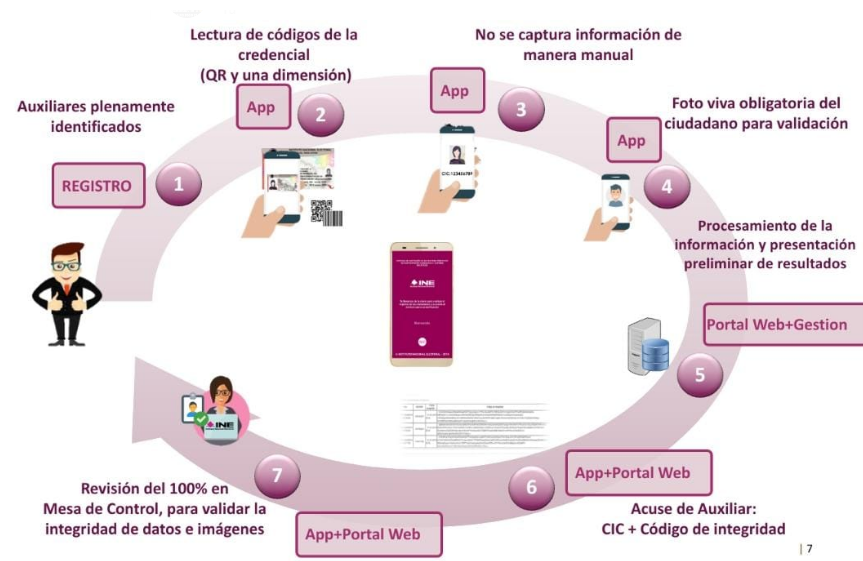 Lectura de códigos de la
credencial
(QR y una dimensión)
No se captura información de
manera manual
Auxiliares plenamente
identificados
App
2
App
3
Foto viva obligatoria del
ciudadano para validación
App
REGISTRO
1
4
CIC:123456789
Procesamiento de la
información y presentación
preliminar de resultados
INE
Portal Web+Gestion
5
INE
7
6
App+Portal Web
Revisión del 100% en
Mesa de Control, para validar la
integridad de datos e imágenes
App+Portal Web
Acuse de Auxiliar:
CIC + Código de integridad
| 7